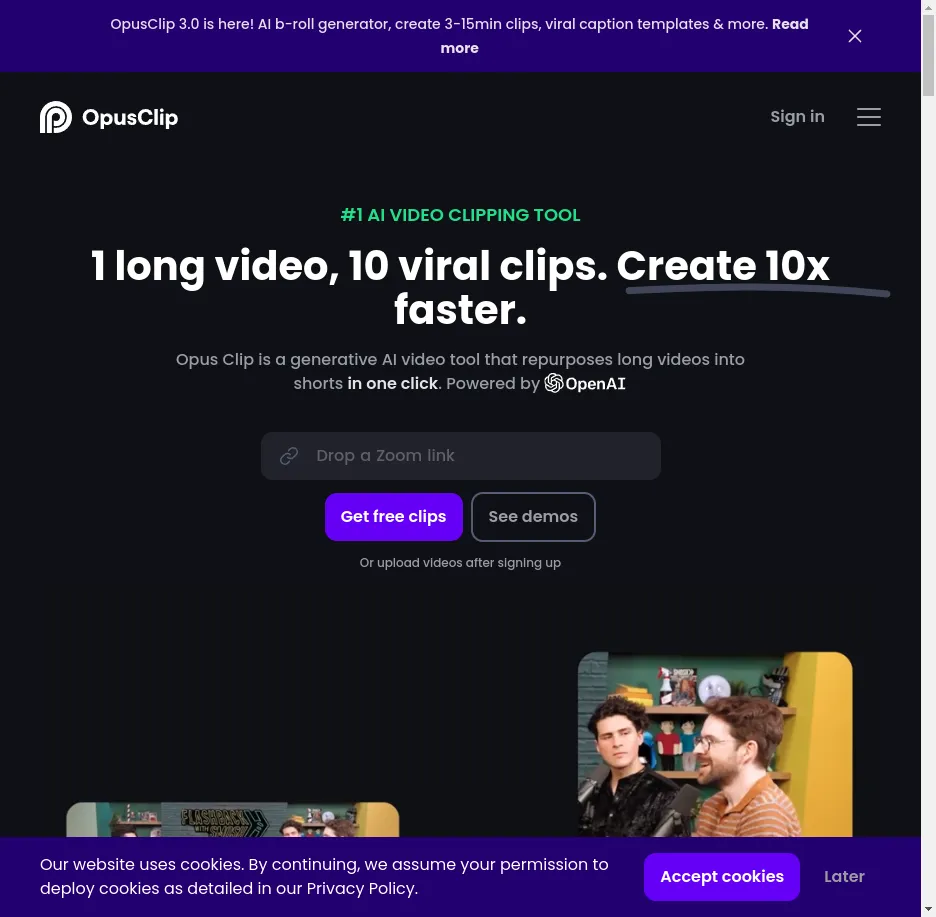 OpusClip 3.0 is here! AI b-roll generator, create 3-15min clips, viral caption templates & more. Read
more
OpusClip
Sign in
#1 AI VIDEO CLIPPING TOOL
1 long video, 10 viral clips. Create 10x
faster.
Opus Clip is a generative AI video tool that repurposes long videos into
shorts in one click. Powered by OpenAI
Drop a Zoom link
Get free clips
See demos
Or upload videos after signing up
FLASHBACK
Our website uses cookies. By continuing, we assume your permission to
deploy cookies as detailed in our Privacy Policy.
Accept cookies
Later